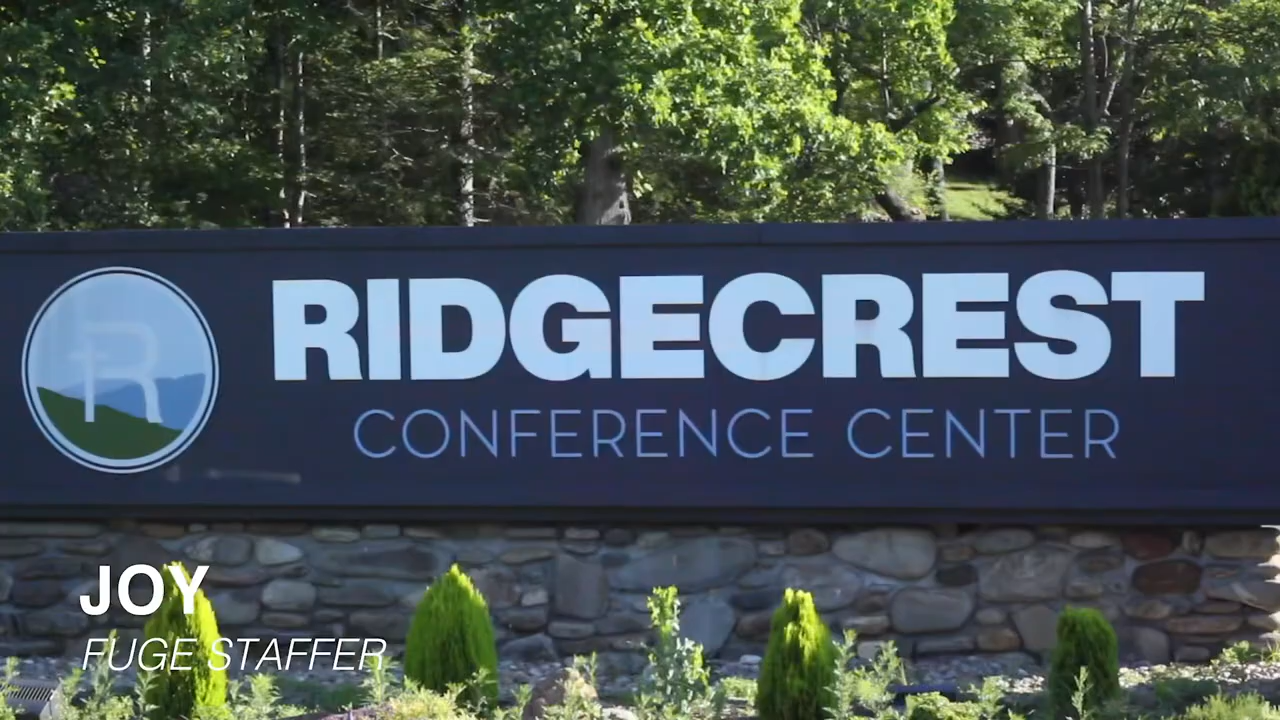 R
RIDGECREST
CONFERENCE CENTER
JOY
FUGE STAFFER